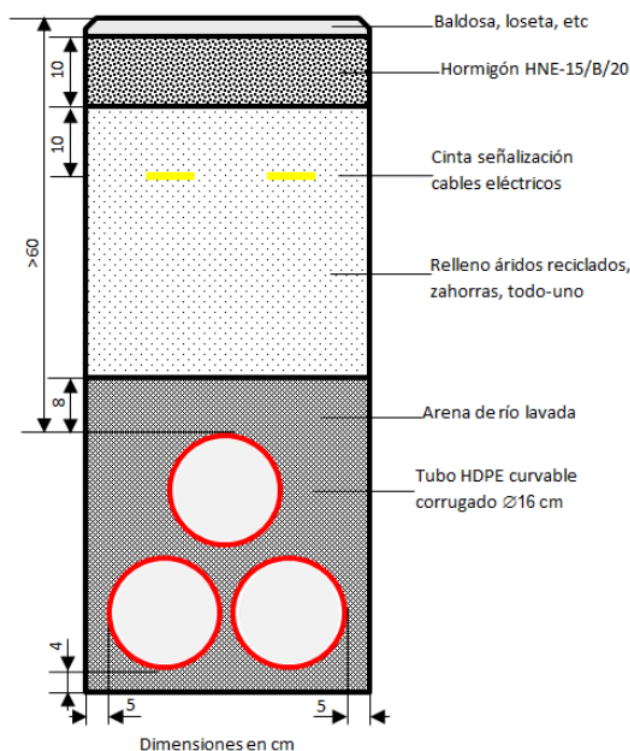 Baldosa, loseta, etc
10
Hormigón HNE-15/B/20
10
Cinta señalización
cables eléctricos
>60
Relleno áridos reciclados,
zahorras, todo-uno
8
Arena de río lavada
Tubo HDPE curvable
corrugado ∅16 cm
4
5
5
Dimensiones en cm